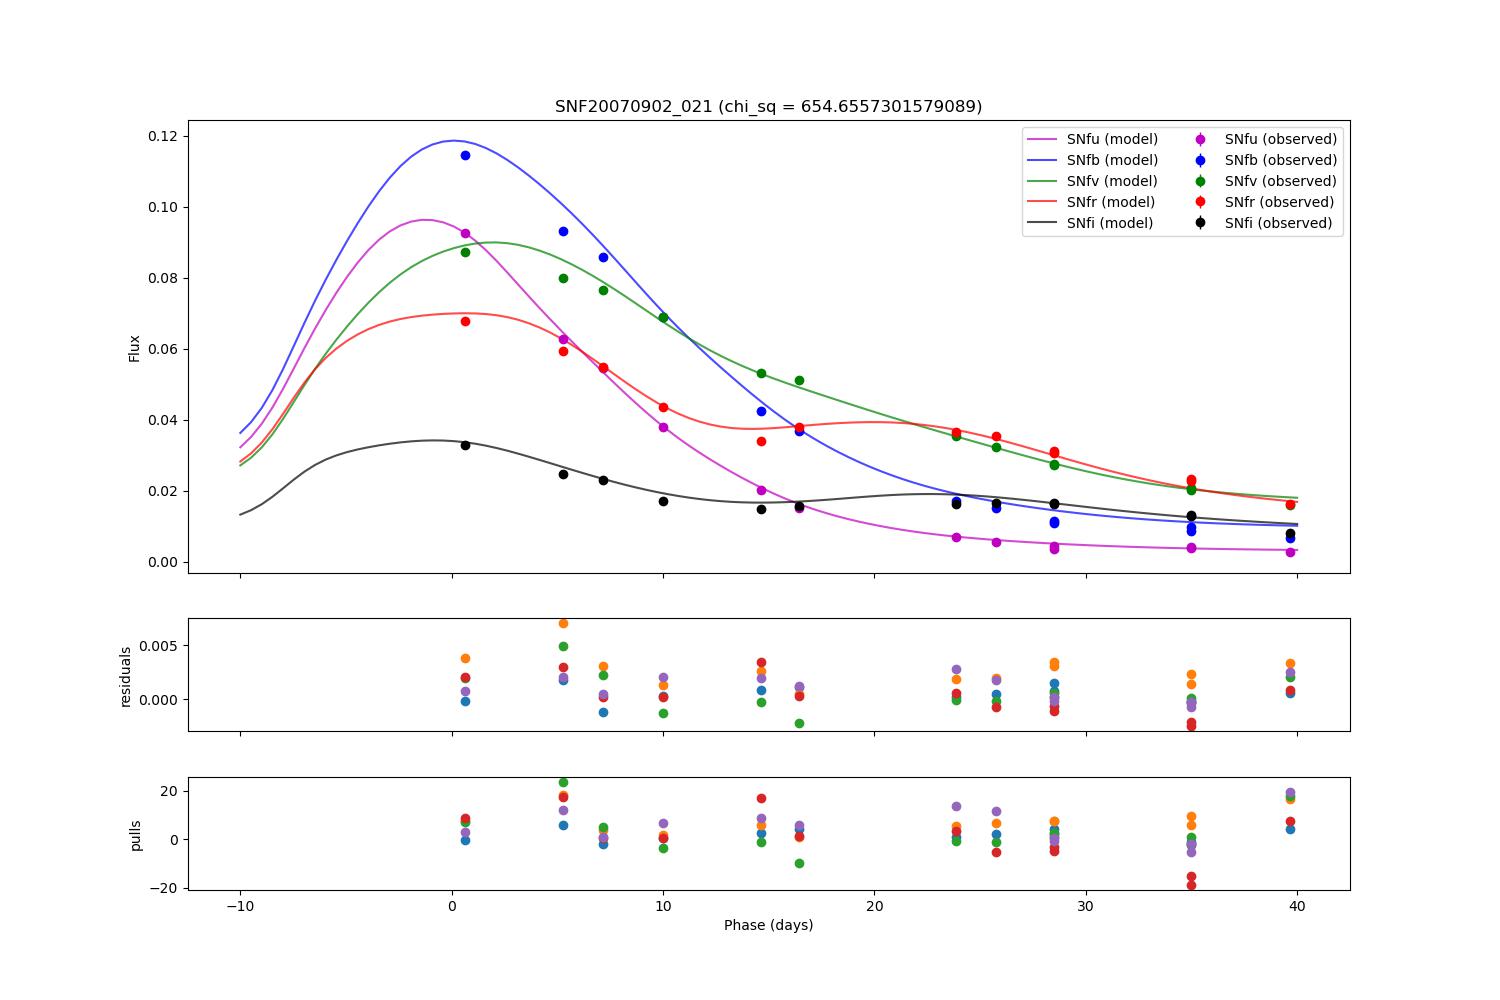 SNF20070902_021 (chi_sq = 654.6557301579089)
0.12
0.10
0.08
0.06
0.04
0.02
0.00
Flux
SNfu (model) SNfu (observed)
SNfb (model) SNfb (observed)
SNfv (model) SNfv (observed)
SNfr (model) SNfr (observed)
SNfi (model) SNfi (observed)
0.005
0.000
residuals
20
0
−20
pulls
−10 0 10 20 30 40
Phase (days)